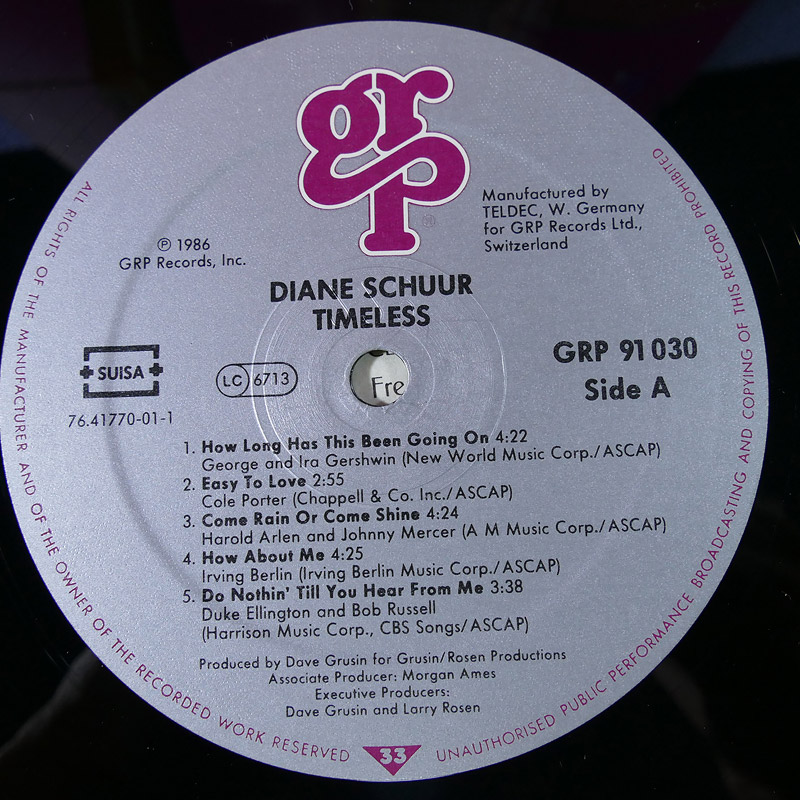 grp
®
Manufactured by
TELDEC, W. Germany
for GRP Records Ltd.,
Switzerland
℗ 1986
GRP Records, Inc.
DIANE SCHUUR
TIMELESS
SUISA
LC 6713
76.41770-01-1
GRP 91 030
Side A
Fre
1. How Long Has This Been Going On 4:22
George and Ira Gershwin (New World Music Corp./ASCAP)
2. Easy To Love 2:55
Cole Porter (Chappell & Co. Inc./ASCAP)
3. Come Rain Or Come Shine 4:24
Harold Arlen and Johnny Mercer (A M Music Corp./ASCAP)
4. How About Me 4:25
Irving Berlin (Irving Berlin Music Corp./ASCAP)
5. Do Nothin' Till You Hear From Me 3:38
Duke Ellington and Bob Russell
(Harrison Music Corp., CBS Songs/ASCAP)
Produced by Dave Grusin for Grusin/Rosen Productions
Associate Producer: Morgan Ames
Executive Producers:
Dave Grusin and Larry Rosen
ALL RIGHTS OF THE MANUFACTURER AND OF THE OWNER OF THE RECORDED WORK RESERVED
33
UNAUTHORISED PUBLIC PERFORMANCE BROADCASTING AND COPYING OF THIS RECORD PROHIBITED